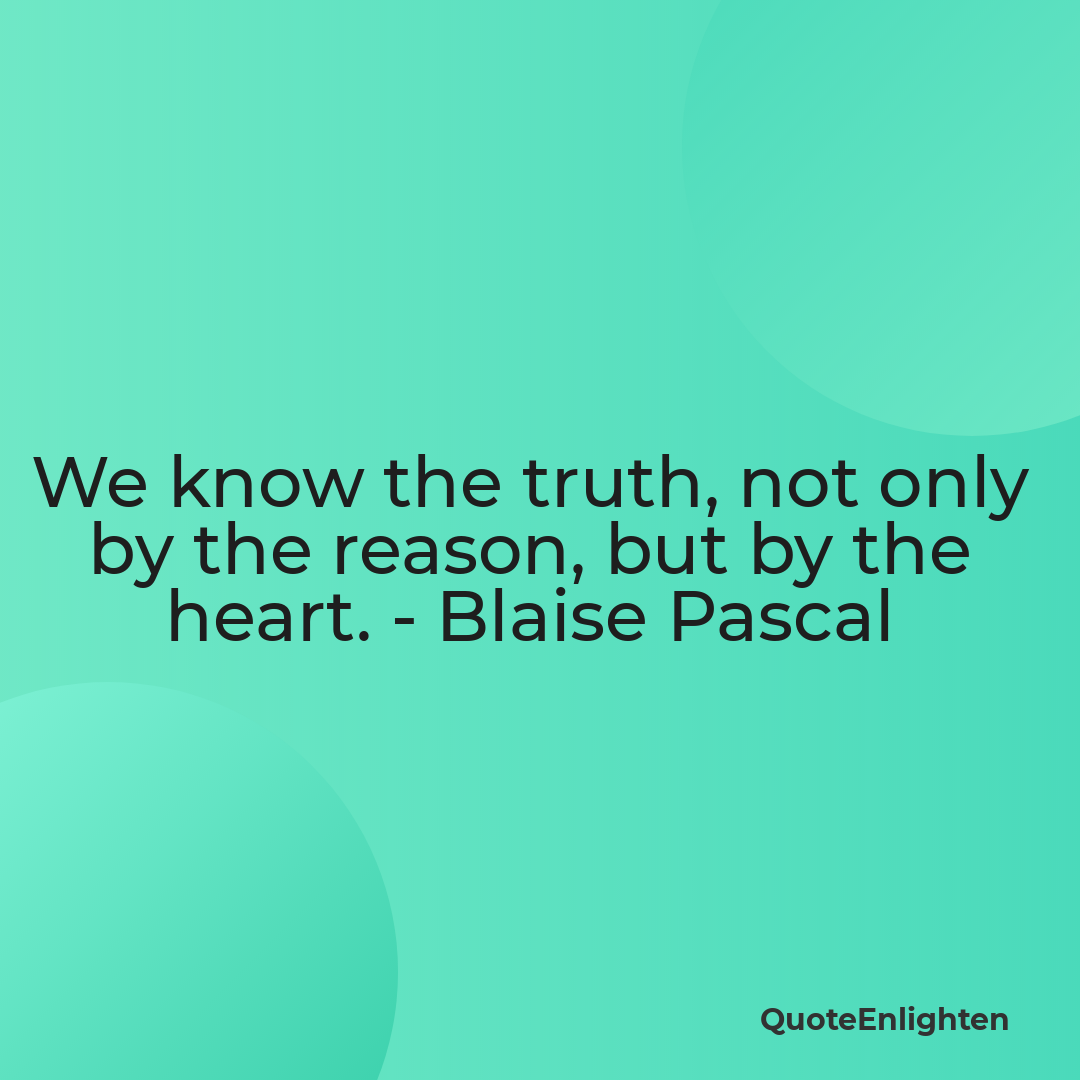 We know the truth, not only
by the reason, but by the
heart. - Blaise Pascal
QuoteEnlighten